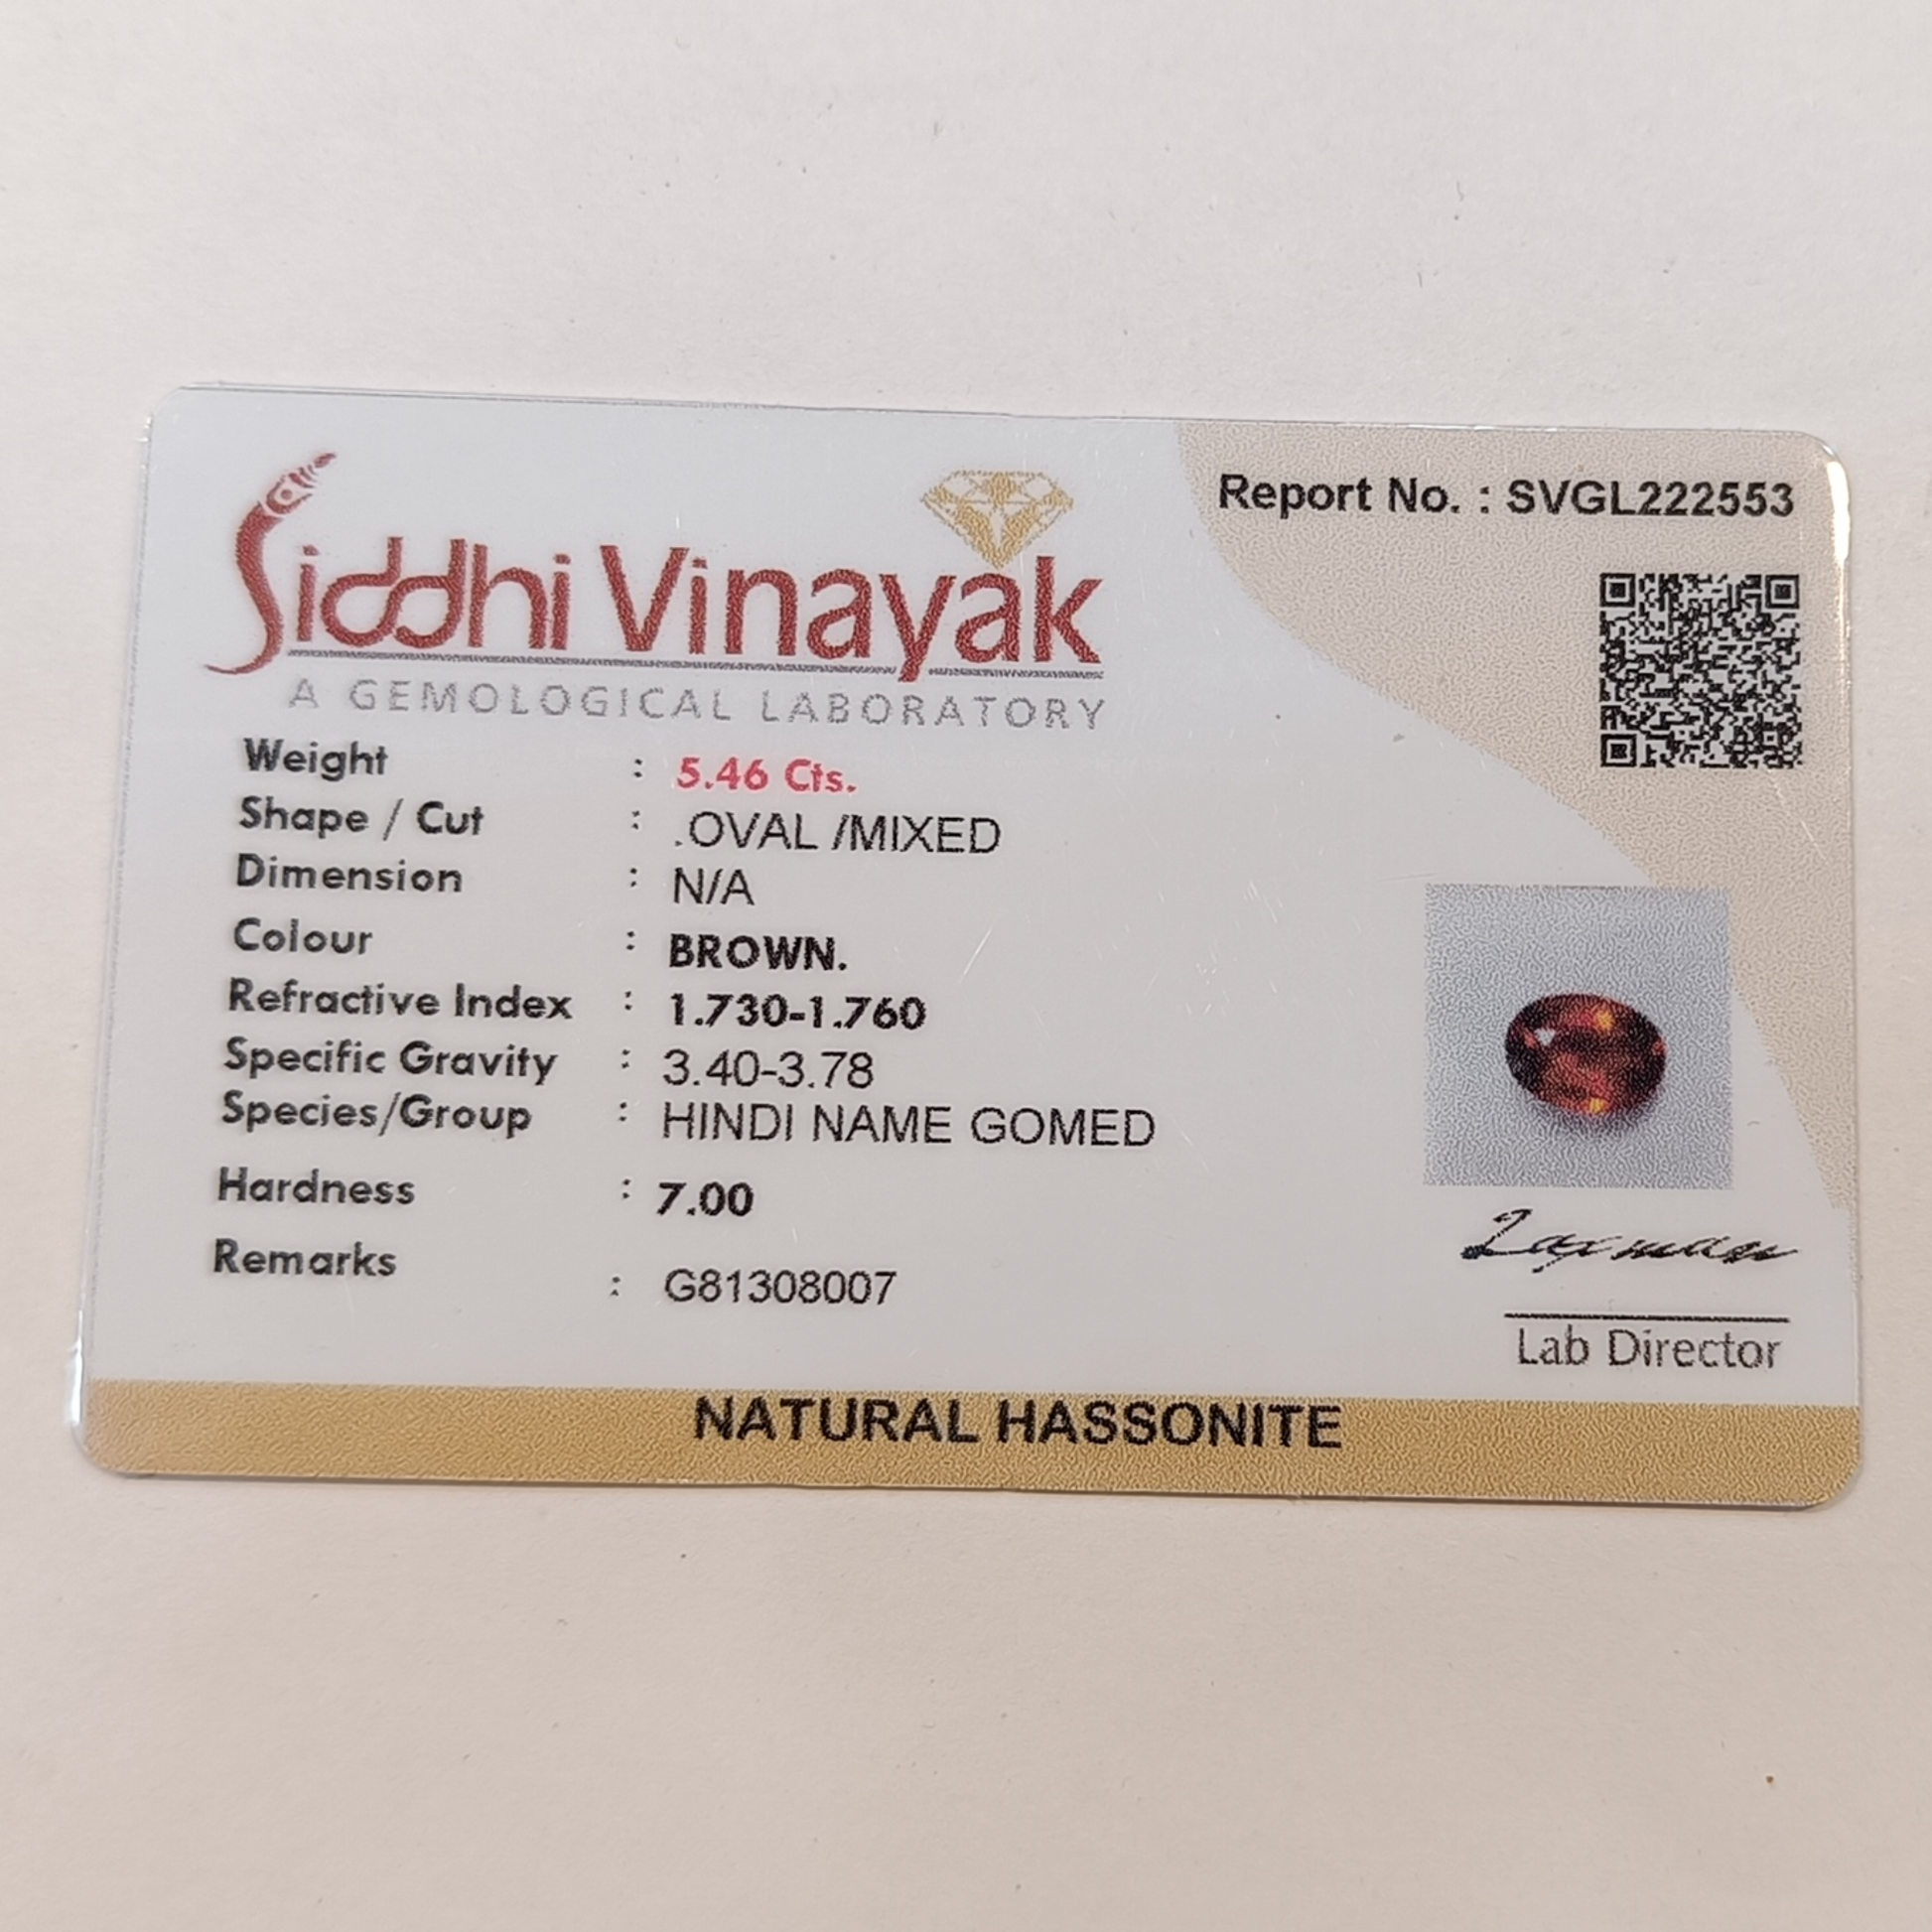 Siddhi Vinayak
A GEMOLOGICAL LABORATORY
Report No. : SVGL222553
Weight : 5.46 Cts.
Shape / Cut : .OVAL /MIXED
Dimension : N/A
Colour : BROWN.
Refractive Index : 1.730-1.760
Specific Gravity : 3.40-3.78
Species/Group : HINDI NAME GOMED
Hardness : 7.00
Remarks : G81308007
Laxman
Lab Director
NATURAL HASSONITE